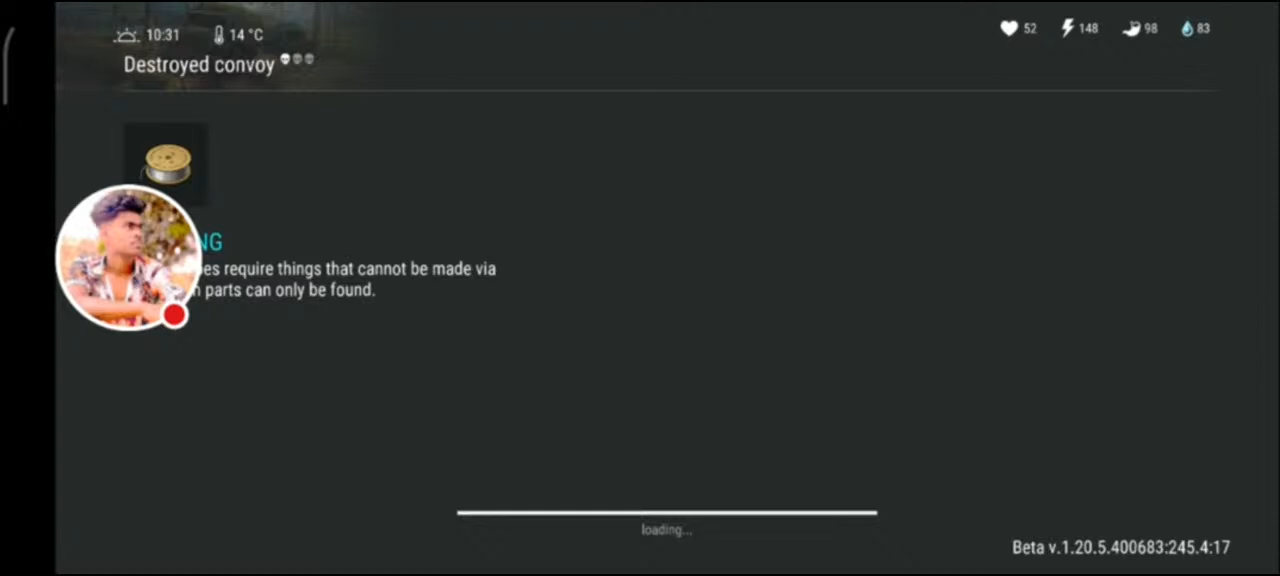 10:31 14 °C
52 148 98 83
Destroyed convoy
NG
es require things that cannot be made via
parts can only be found.
loading...
Beta v.1.20.5.400683:245.4:17